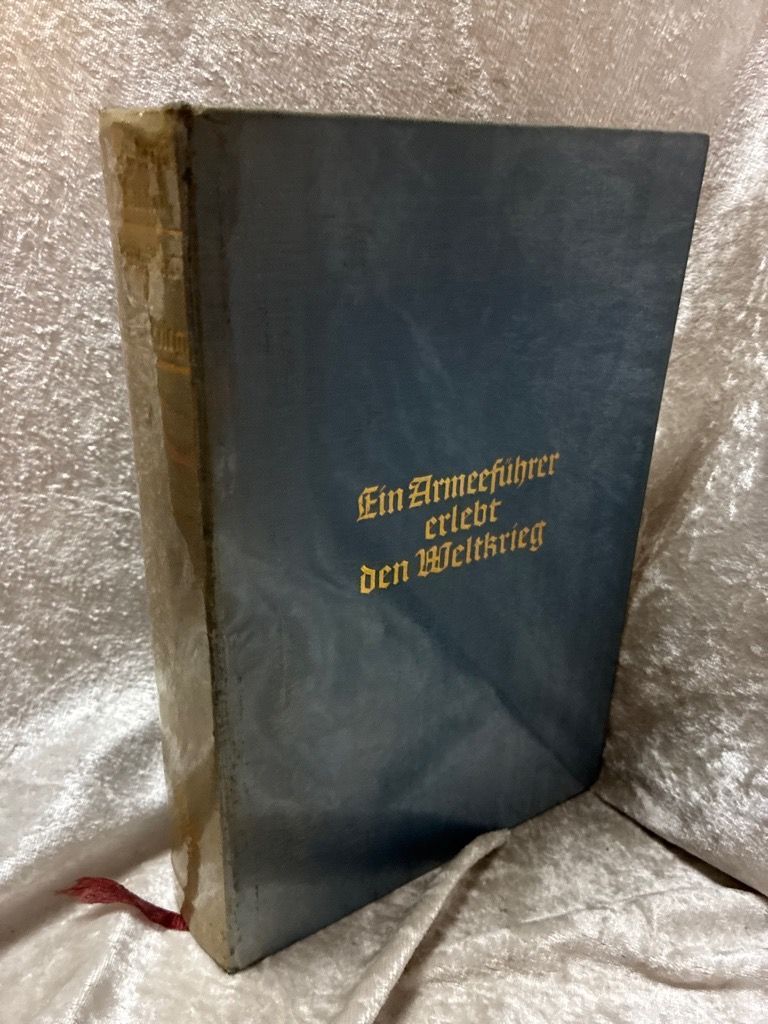 Ein Armeeführer
erlebt
den Weltkrieg